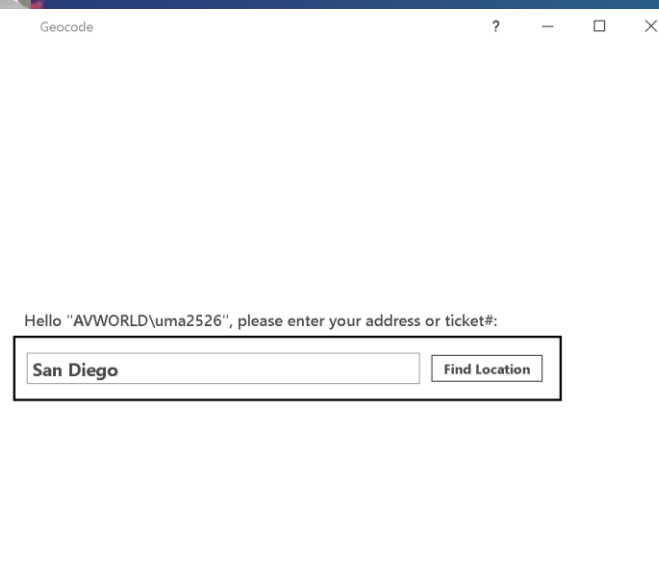 Geocode ?
Hello "AVWORLD\uma2526", please enter your address or ticket#:
San Diego Find Location